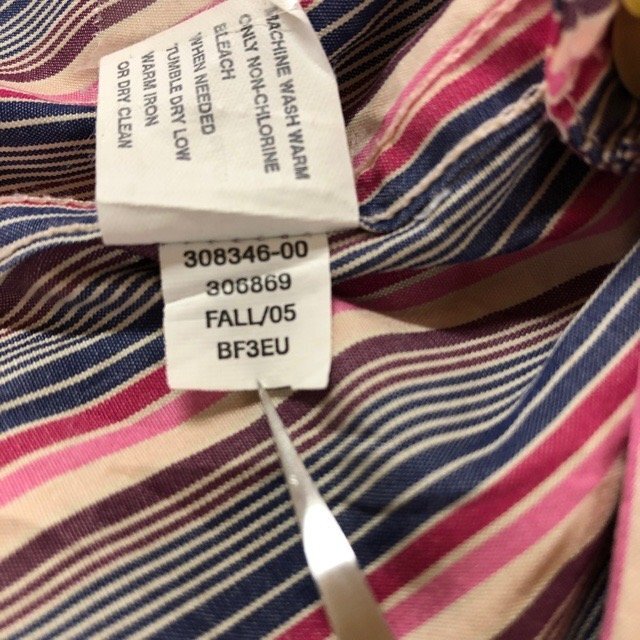 MACHINE WASH WARM
ONLY NON-CHLORINE
BLEACH
WHEN NEEDED
TUMBLE DRY LOW
WARM IRON
OR DRY CLEAN
308346-00
306869
FALL/05
BF3EU